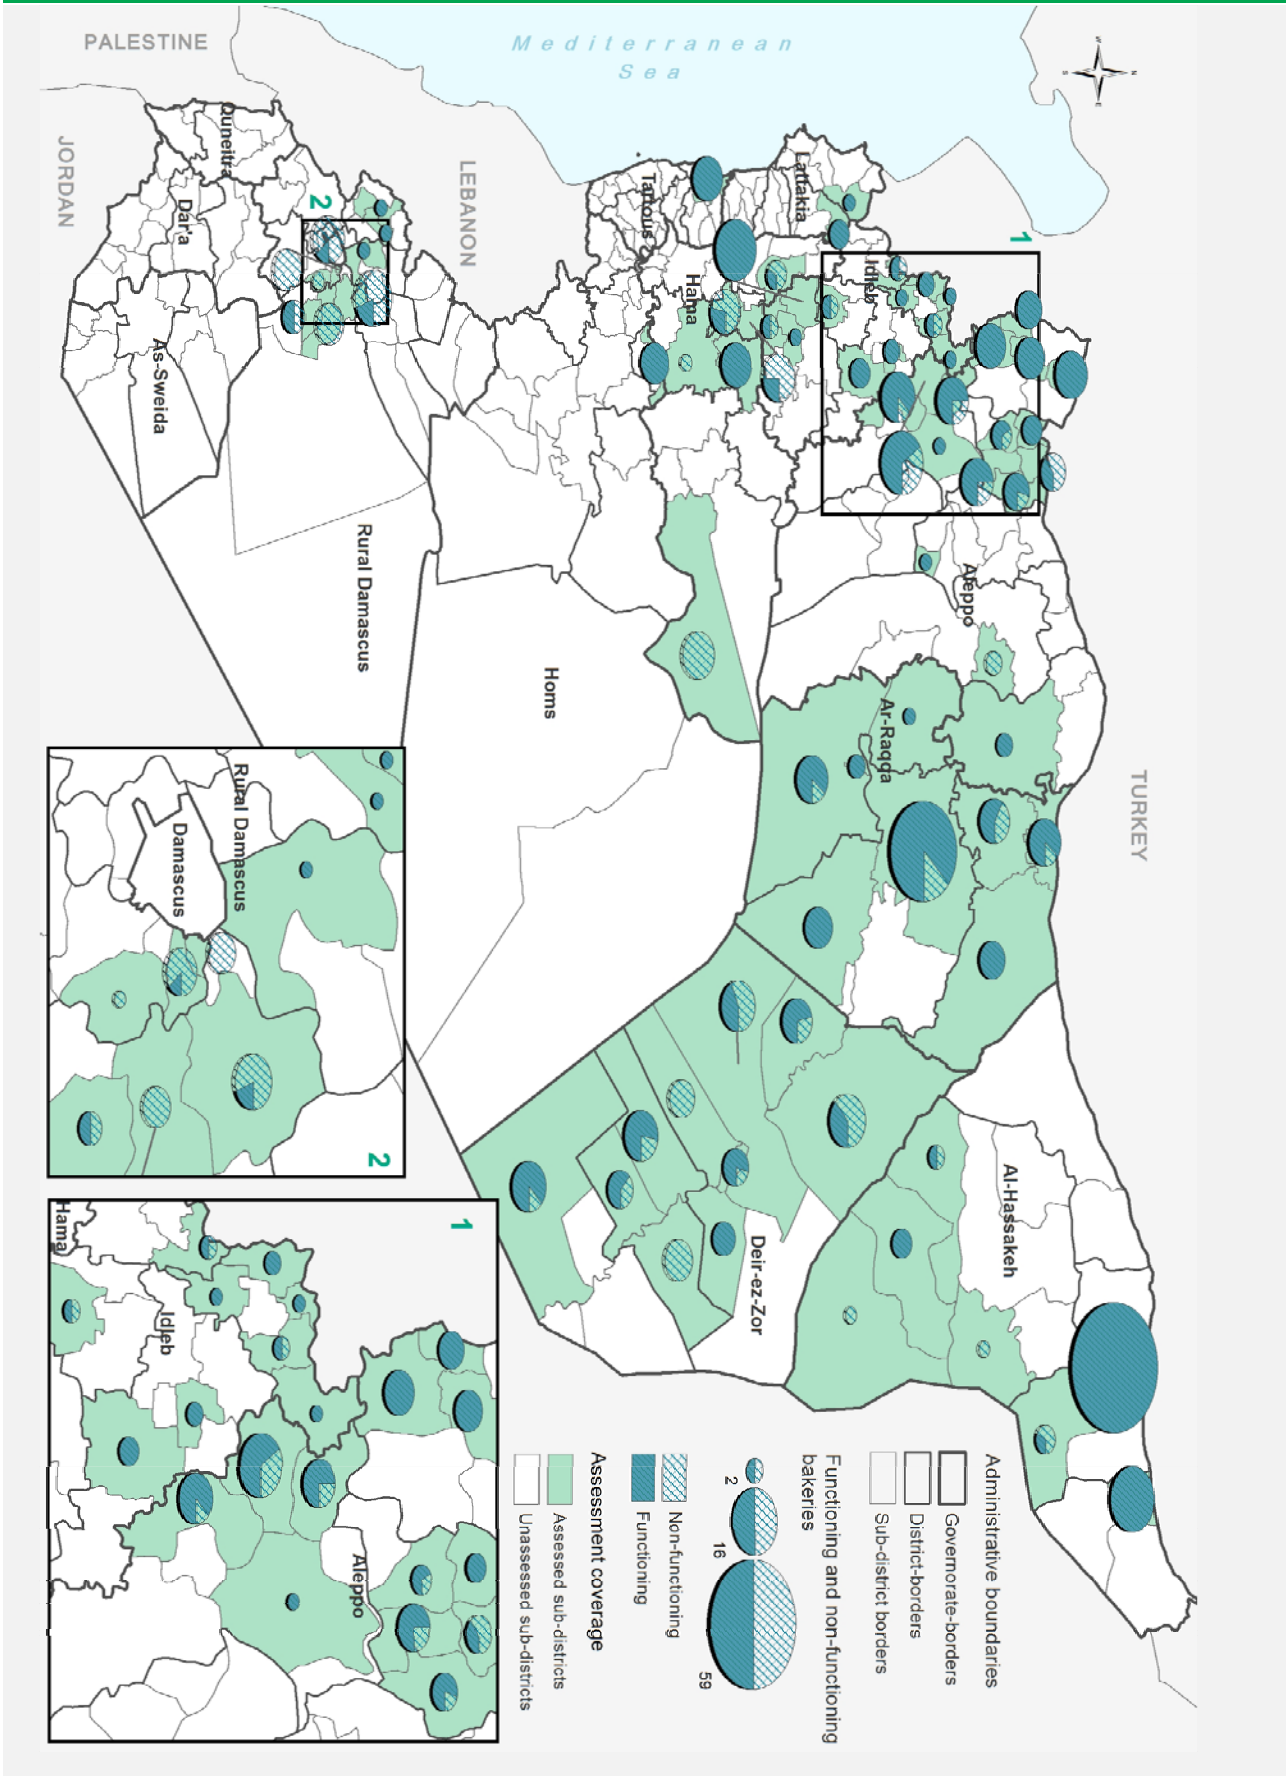 PALESTINE
Mediterranean
Sea
W
N
S
E
JORDAN
LEBANON
TURKEY
Quneitra
Dar'a
As-Sweida
2
Tartous
Lattakia
1
Idleb
Hama
Rural Damascus
Homs
Aleppo
Ar-Raqqa
Deir-ez-Zor
Al-Hassakeh
Rural Damascus
Damascus
2
1
Hama
Idleb
Aleppo
Administrative boundaries
Governorate-borders
District-borders
Sub-district borders
Functioning and non-functioning
bakeries
2
16
59
Non-functioning
Functioning
Assessment coverage
Assessed sub-districts
Unassessed sub-districts